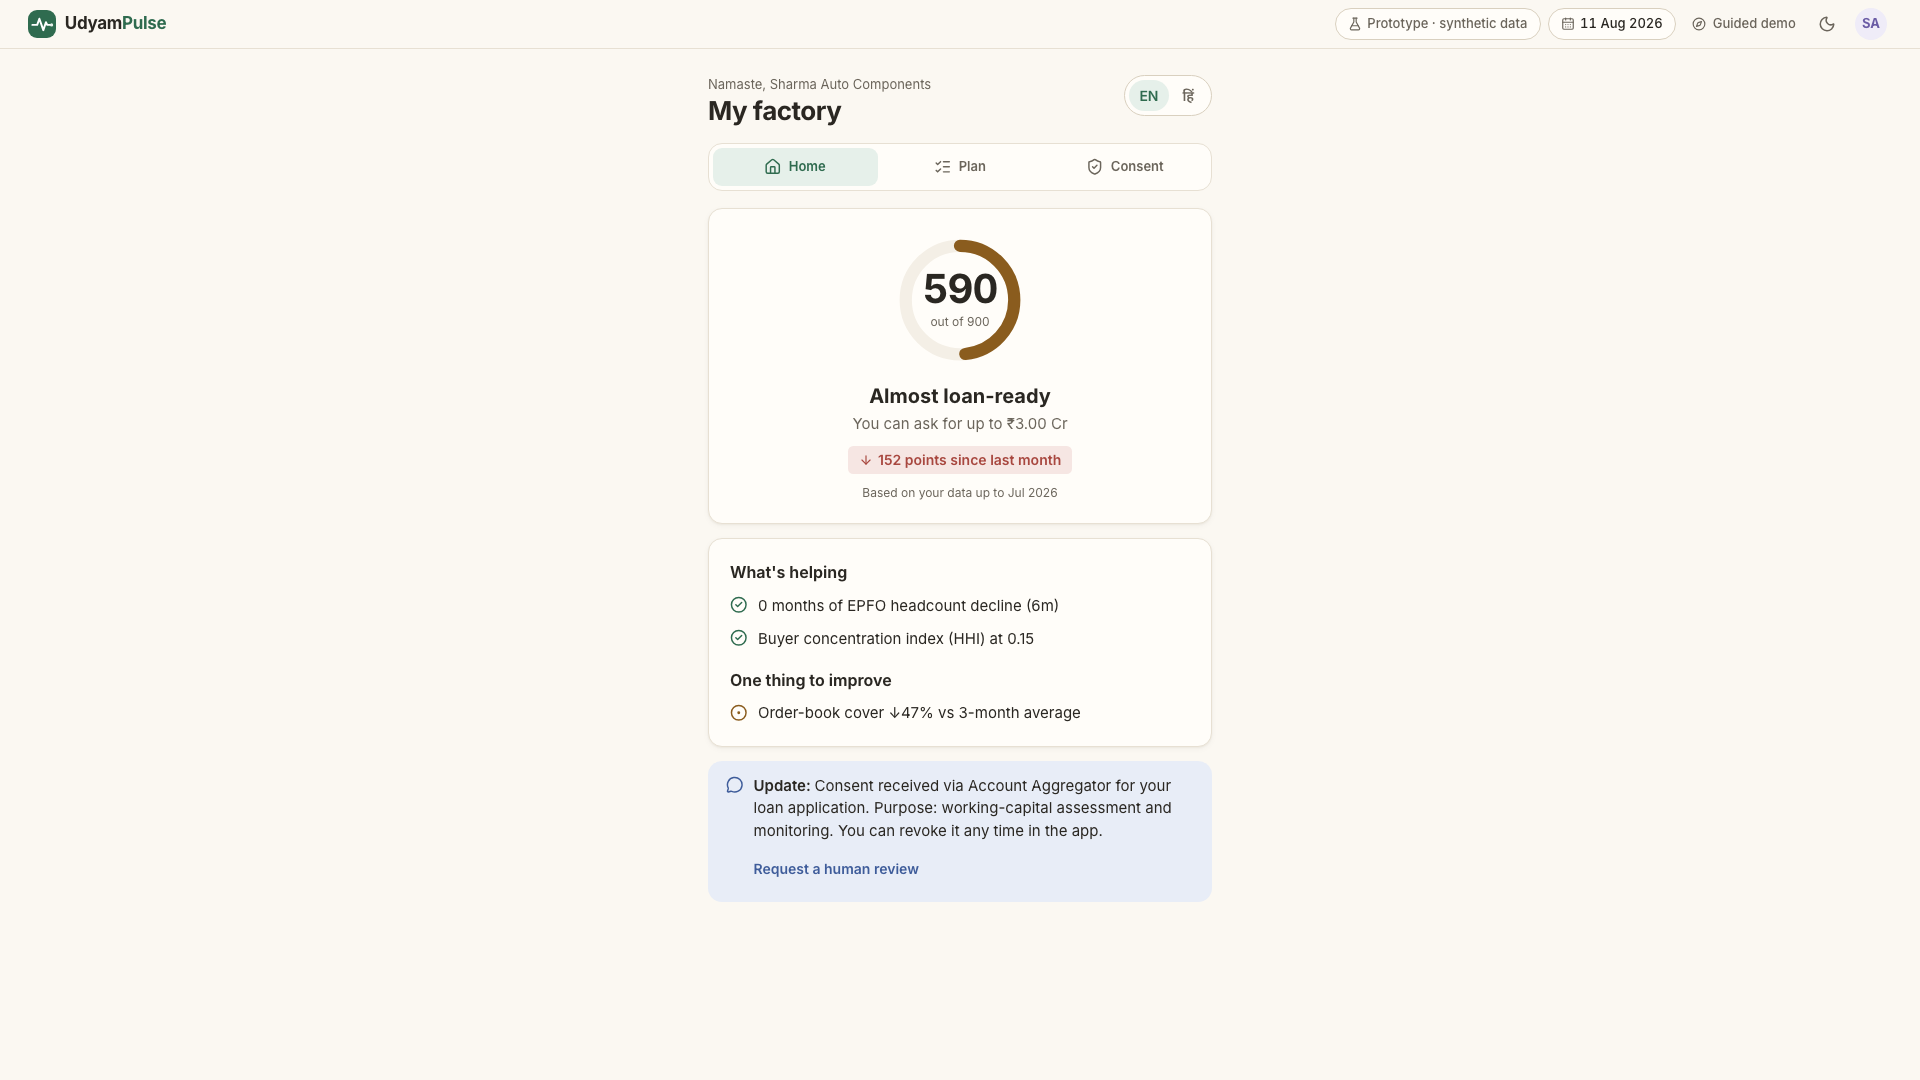 UdyamPulse
Prototype · synthetic data
11 Aug 2026
Guided demo
SA
Namaste, Sharma Auto Components
My factory
EN
हिं
Home
Plan
Consent
590
out of 900
Almost loan-ready
You can ask for up to ₹3.00 Cr
↓ 152 points since last month
Based on your data up to Jul 2026
What's helping
0 months of EPFO headcount decline (6m)
Buyer concentration index (HHI) at 0.15
One thing to improve
Order-book cover ↓47% vs 3-month average
Update: Consent received via Account Aggregator for your
loan application. Purpose: working-capital assessment and
monitoring. You can revoke it any time in the app.
Request a human review